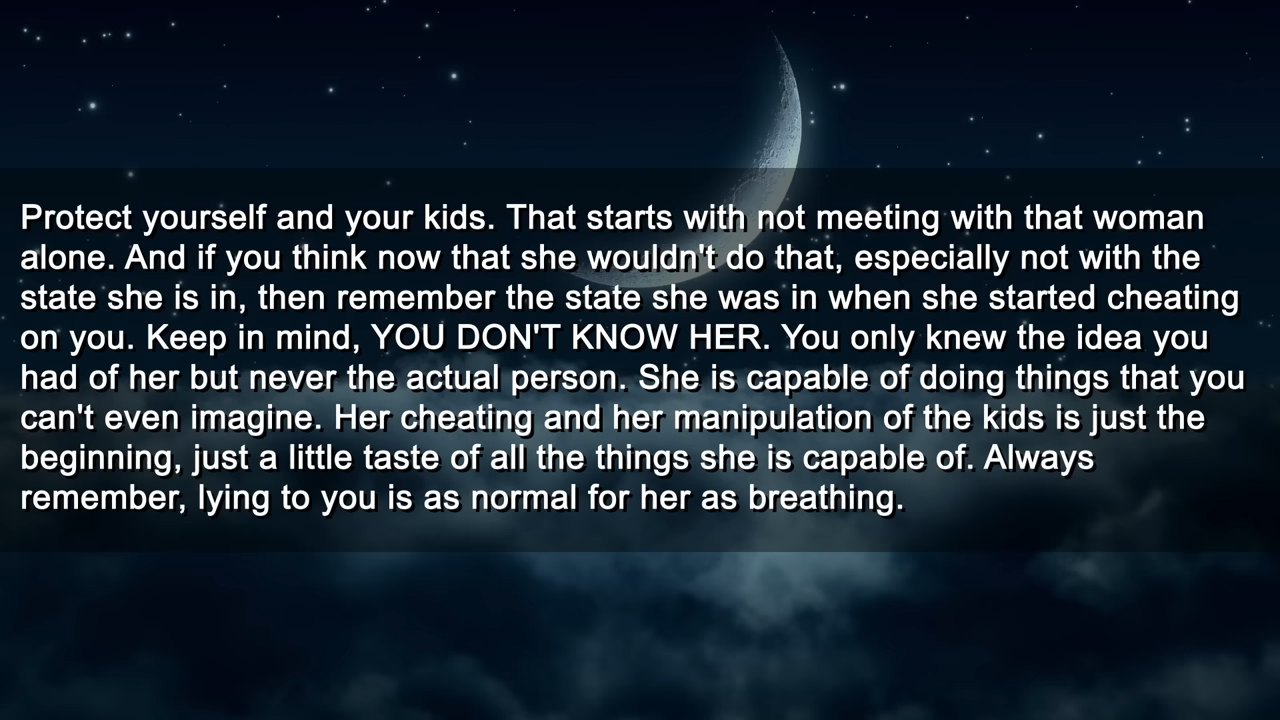 Protect yourself and your kids. That starts with not meeting with that woman
alone. And if you think now that she wouldn't do that, especially not with the
state she is in, then remember the state she was in when she started cheating
on you. Keep in mind, YOU DON'T KNOW HER. You only knew the idea you
had of her but never the actual person. She is capable of doing things that you
can't even imagine. Her cheating and her manipulation of the kids is just the
beginning, just a little taste of all the things she is capable of. Always
remember, lying to you is as normal for her as breathing.